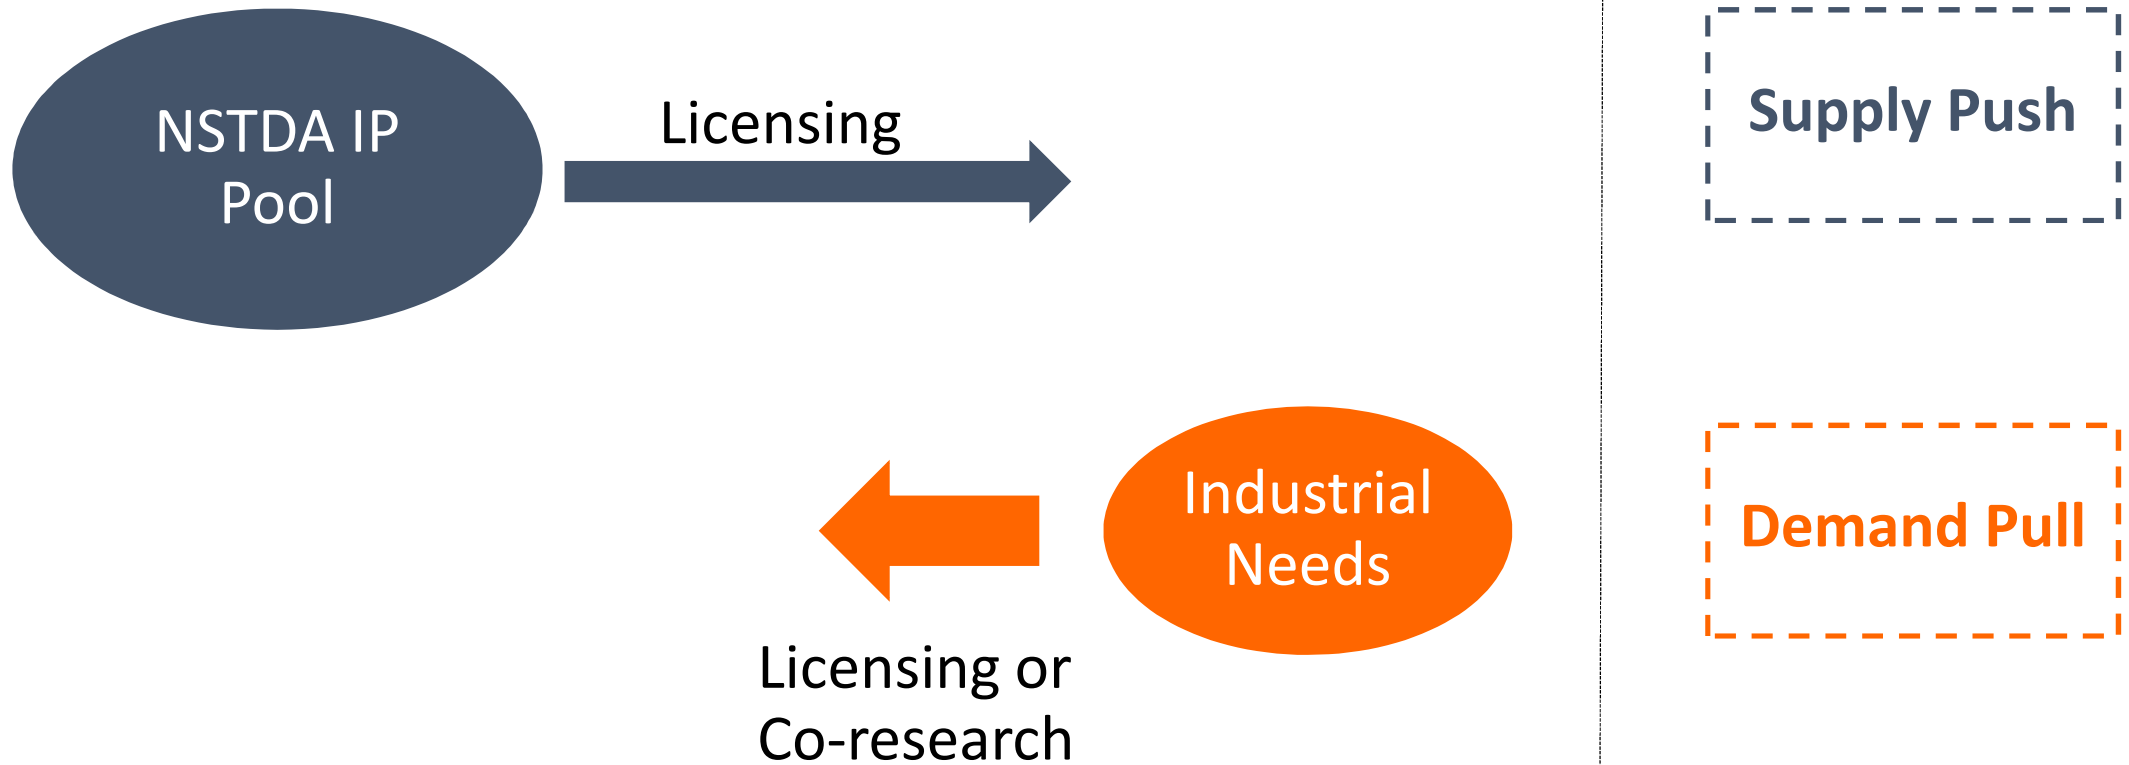 NSTDA IP
Pool
Licensing
Supply Push
Industrial
Needs
Licensing or
Co-research
Demand Pull